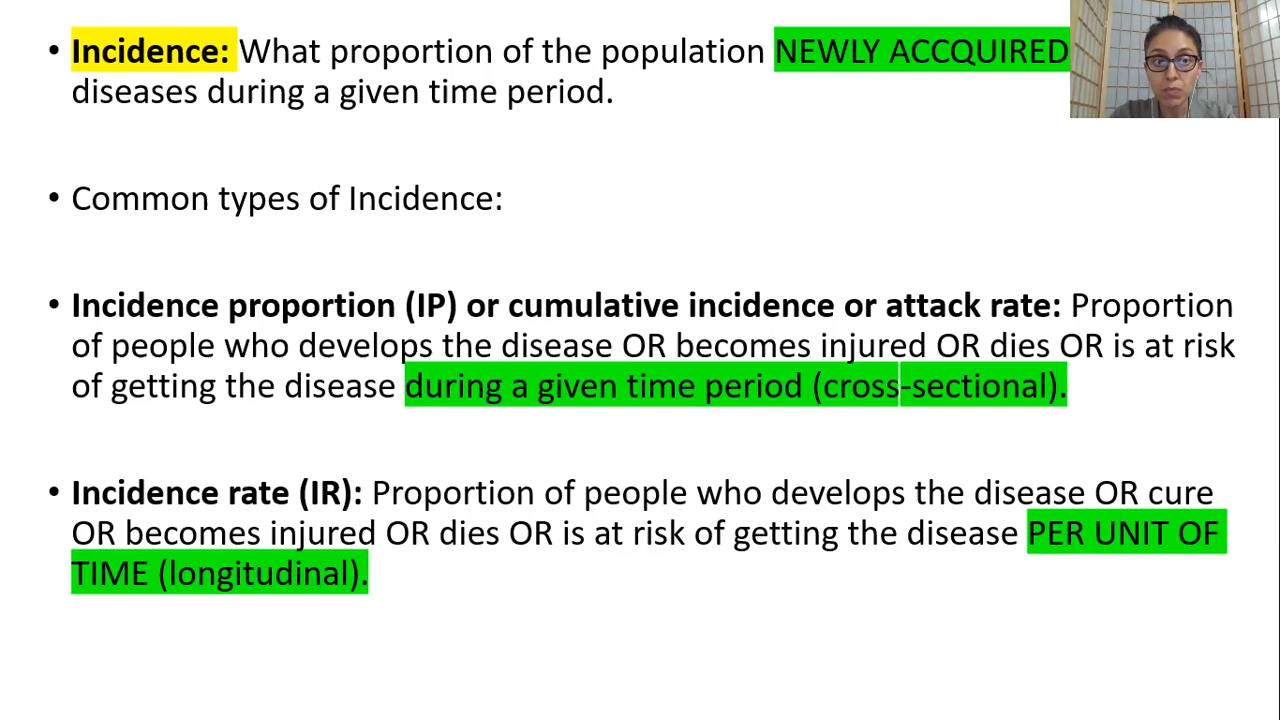 • Incidence: What proportion of the population NEWLY ACCQUIRED
diseases during a given time period.
• Common types of Incidence:
• Incidence proportion (IP) or cumulative incidence or attack rate: Proportion
of people who develops the disease OR becomes injured OR dies OR is at risk
of getting the disease during a given time period (cross-sectional).
• Incidence rate (IR): Proportion of people who develops the disease OR cure
OR becomes injured OR dies OR is at risk of getting the disease PER UNIT OF
TIME (longitudinal).